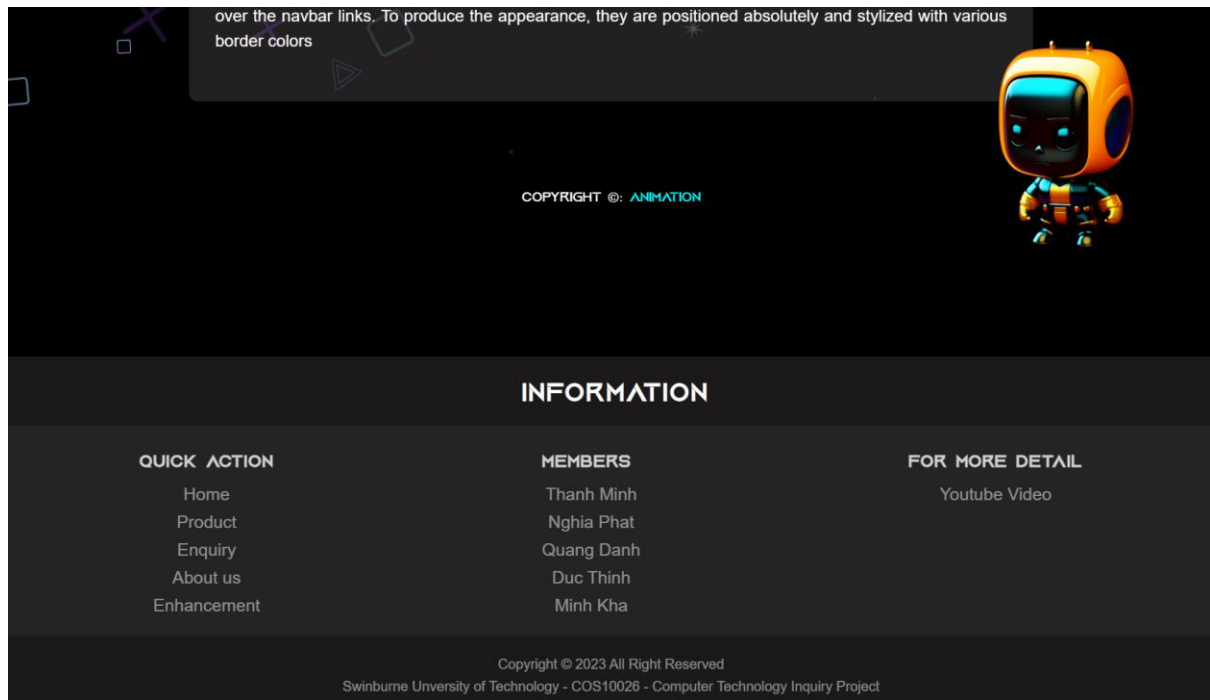 over the navbar links. To produce the appearance, they are positioned absolutely and stylized with various
border colors
COPYRIGHT ©: ANIMATION
INFORMATION
QUICK ACTION
Home
Product
Enquiry
About us
Enhancement
MEMBERS
Thanh Minh
Nghia Phat
Quang Danh
Duc Thinh
Minh Kha
FOR MORE DETAIL
Youtube Video
Copyright © 2023 All Right Reserved
Swinburne Unversity of Technology - COS10026 - Computer Technology Inquiry Project